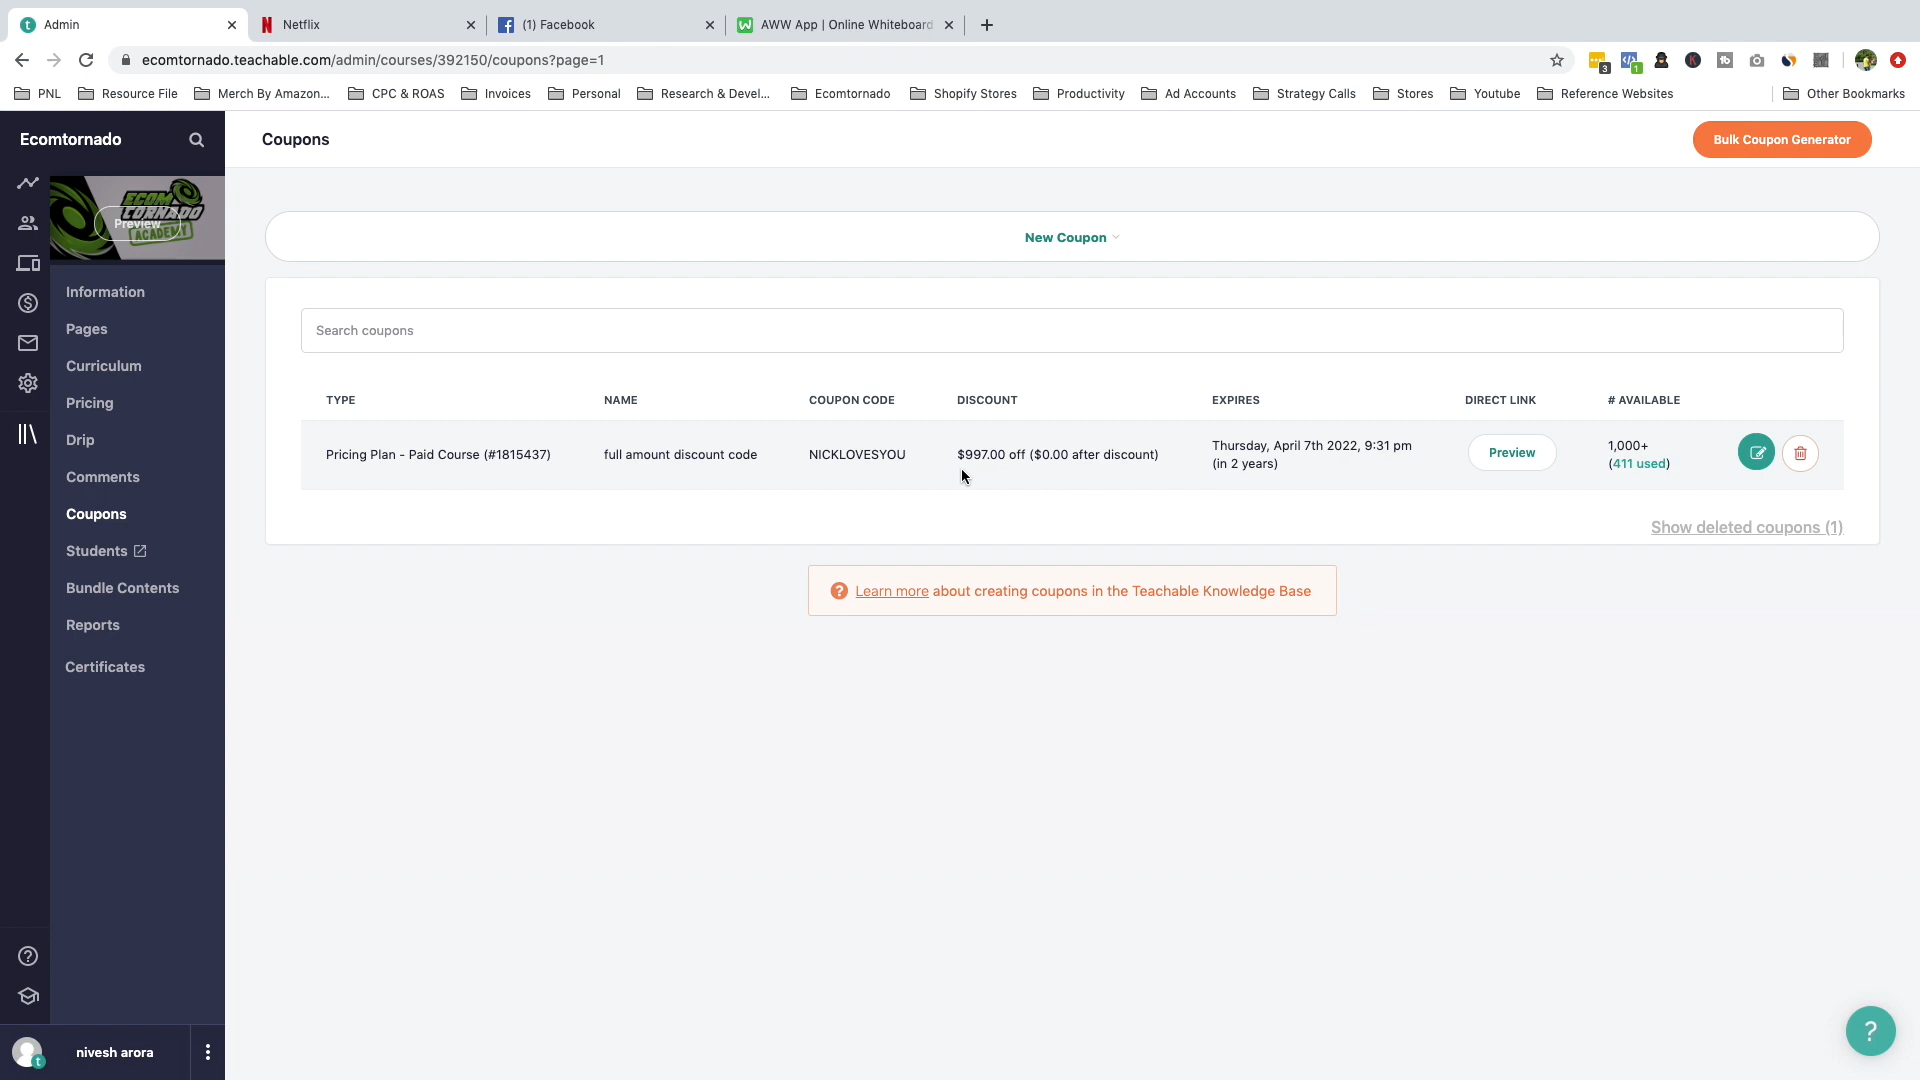 Admin
Netflix
(1) Facebook
AWW App | Online Whiteboard
ecomtornado.teachable.com/admin/courses/392150/coupons?page=1
3
1
PNL
Resource File
Merch By Amazon...
CPC & ROAS
Invoices
Personal
Research & Devel...
Ecomtornado
Shopify Stores
Productivity
Ad Accounts
Strategy Calls
Stores
Youtube
Reference Websites
Other Bookmarks
Ecomtornado
Coupons
Bulk Coupon Generator
ECOM
TORNADO
ACADEMY
Preview
Information
Pages
Curriculum
Pricing
Drip
Comments
Coupons
Students
Bundle Contents
Reports
Certificates
nivesh arora
New Coupon
Search coupons
TYPE NAME COUPON CODE DISCOUNT EXPIRES DIRECT LINK # AVAILABLE
Pricing Plan - Paid Course (#1815437) full amount discount code NICKLOVESYOU $997.00 off ($0.00 after discount)
Thursday, April 7th 2022, 9:31 pm
(in 2 years)
Preview
1,000+
(411 used)
Show deleted coupons (1)
? Learn more about creating coupons in the Teachable Knowledge Base
?